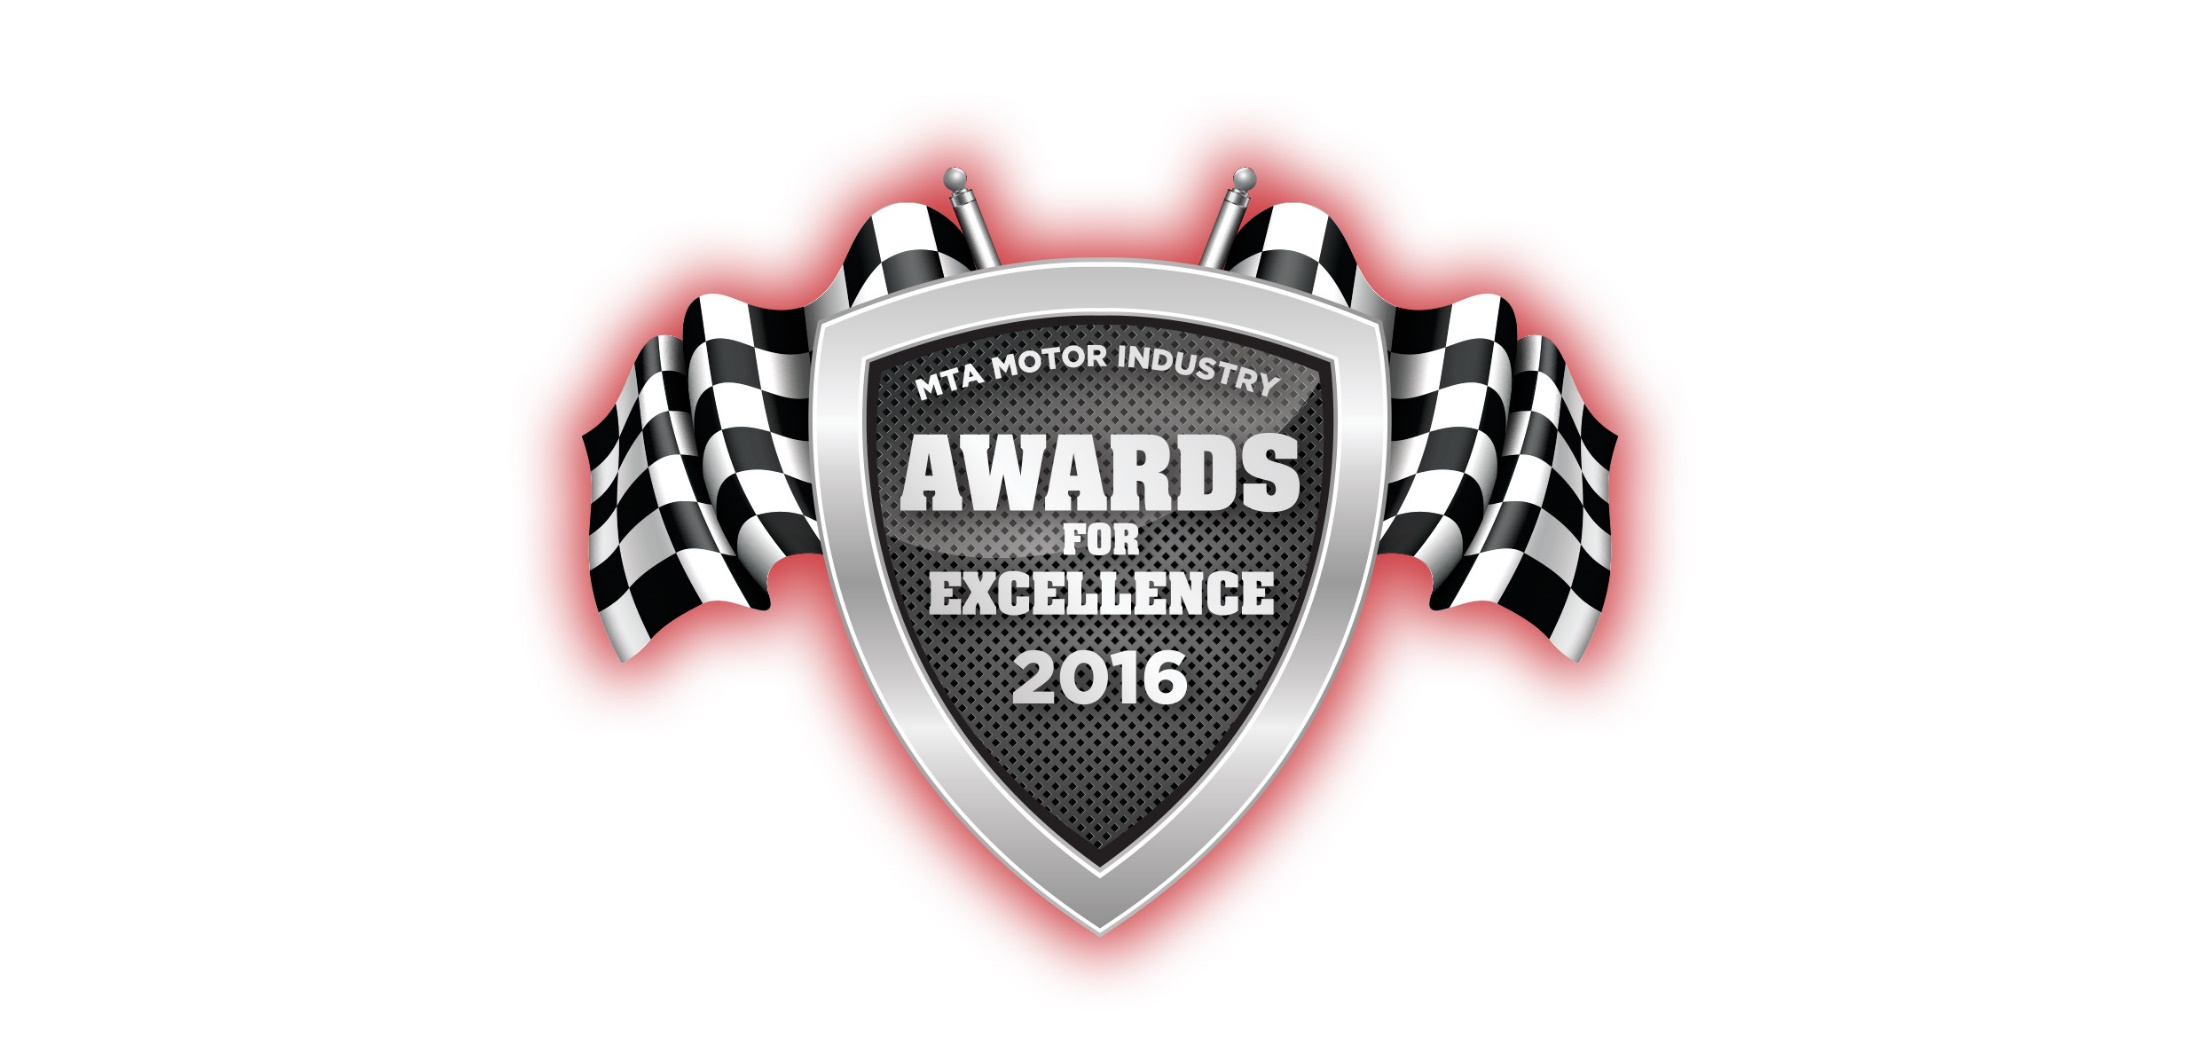 MTA MOTOR INDUSTRY
AWARDS
FOR
EXCELLENCE
2016